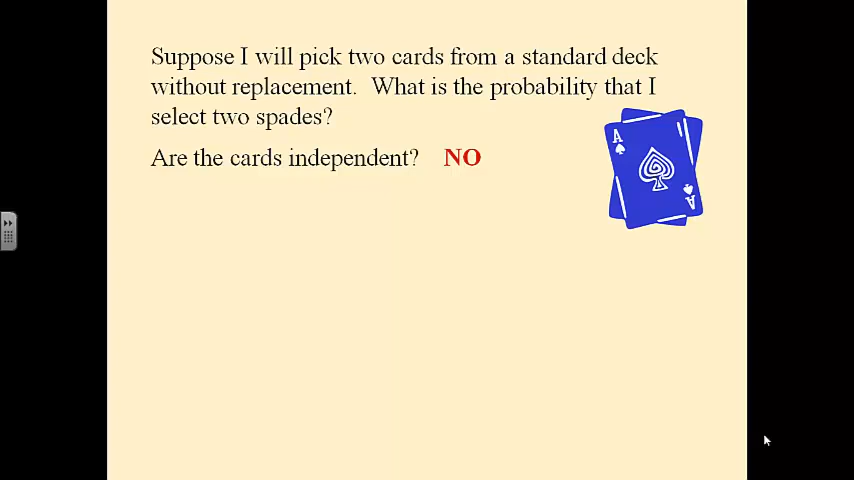 Suppose I will pick two cards from a standard deck
without replacement. What is the probability that I
select two spades?
Are the cards independent? NO
A
A